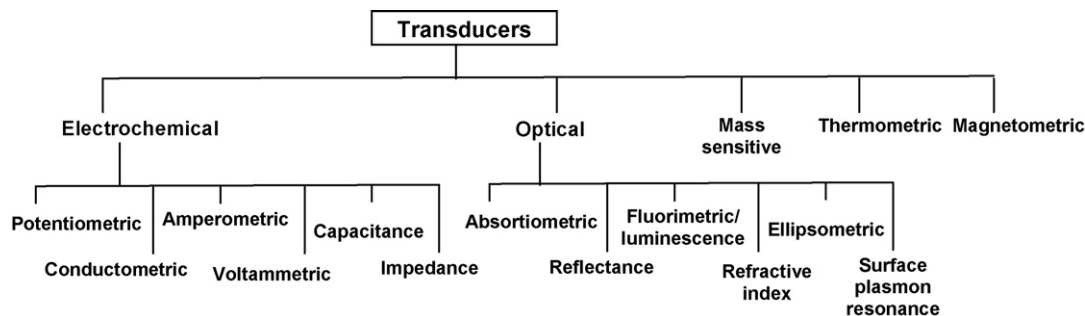 Transducers
Electrochemical
Optical
Mass
sensitive
Thermometric
Magnetometric
Potentiometric
Conductometric
Amperometric
Voltammetric
Capacitance
Impedance
Absortiometric
Reflectance
Fluorimetric/
luminescence
Refractive
index
Ellipsometric
Surface
plasmon
resonance